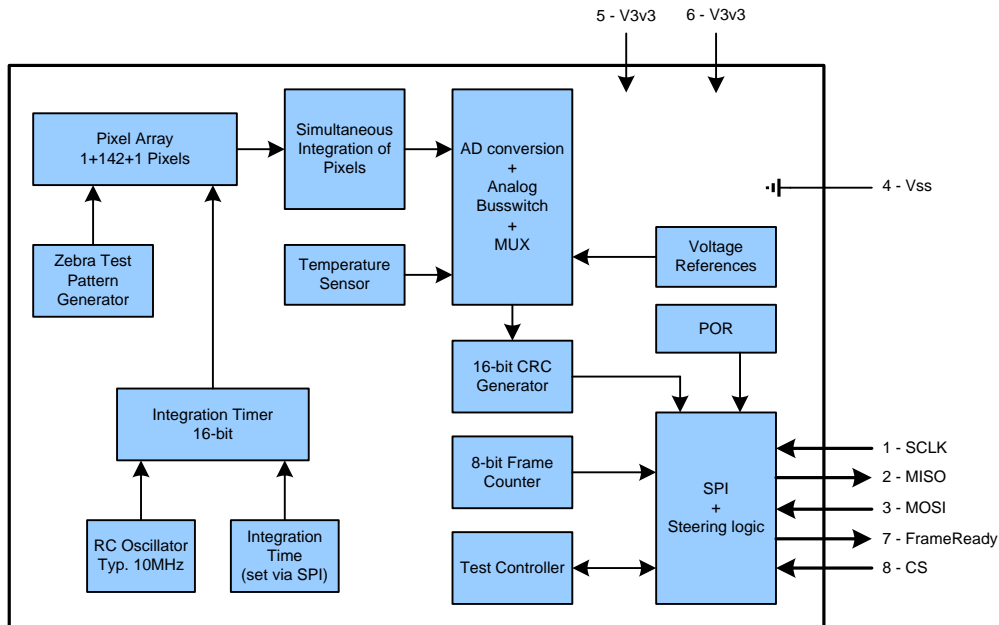 5 - V3v3
6 - V3v3
Pixel Array
1+142+1 Pixels
Simultaneous
Integration of
Pixels
AD conversion
+
Analog
Busswitch
+
MUX
4 - Vss
Zebra Test
Pattern
Generator
Temperature
Sensor
Voltage
References
POR
16-bit CRC
Generator
Integration Timer
16-bit
8-bit Frame
Counter
SPI
+
Steering logic
1 - SCLK
2 - MISO
3 - MOSI
7 - FrameReady
8 - CS
RC Oscillator
Typ. 10MHz
Integration
Time
(set via SPI)
Test Controller